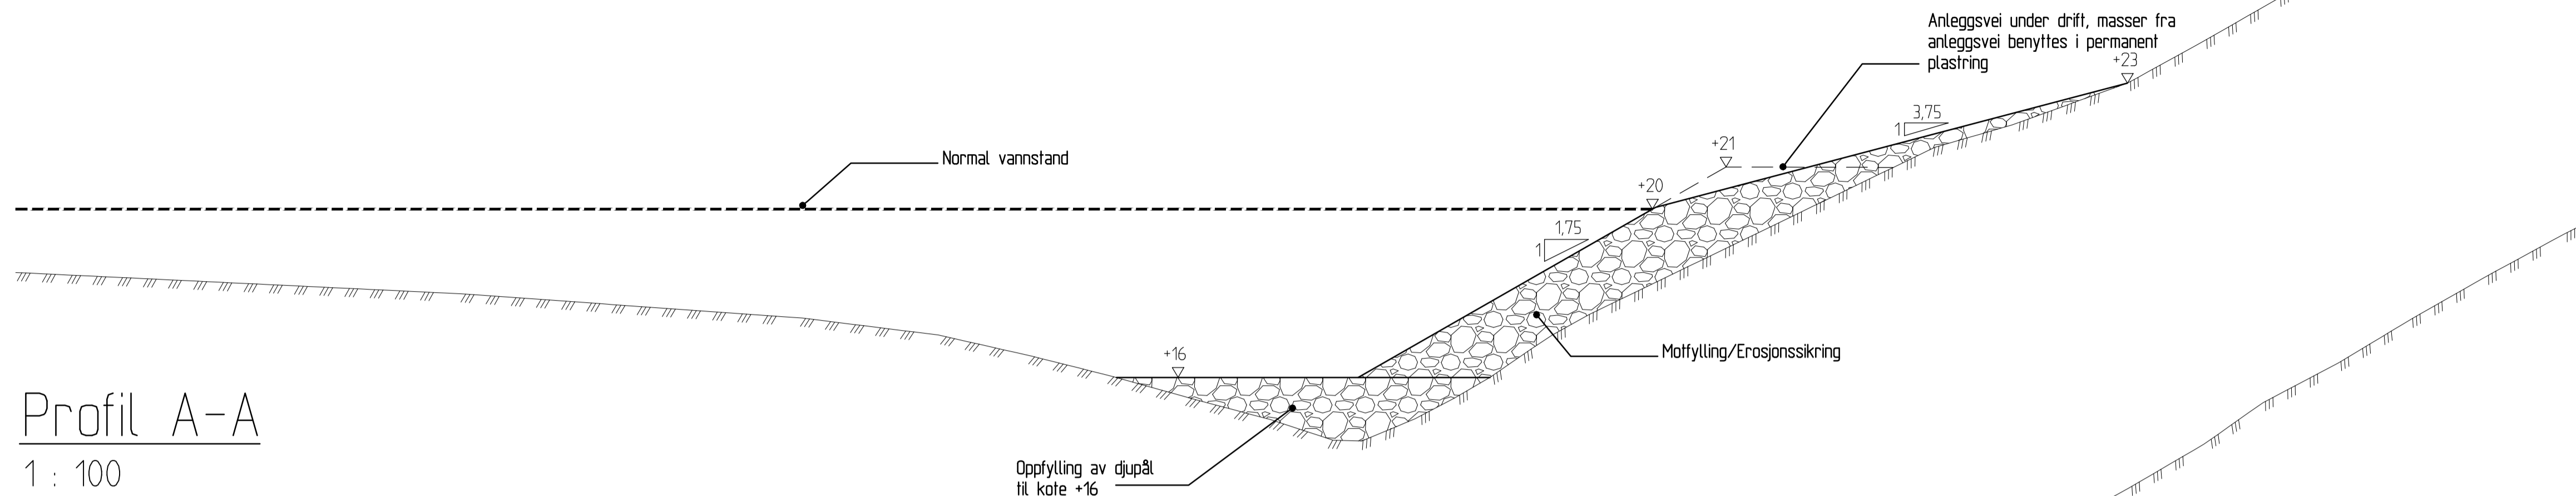 Anleggsvei under drift, masser fra
anleggsvei benyttes i permanent
plastring
+23
3,75
1
+21
Normal vannstand
+20
1,75
1
Motfylling/Erosjonssikring
+16
Profil A-A
1 : 100
Oppfylling av djupål
til kote +16